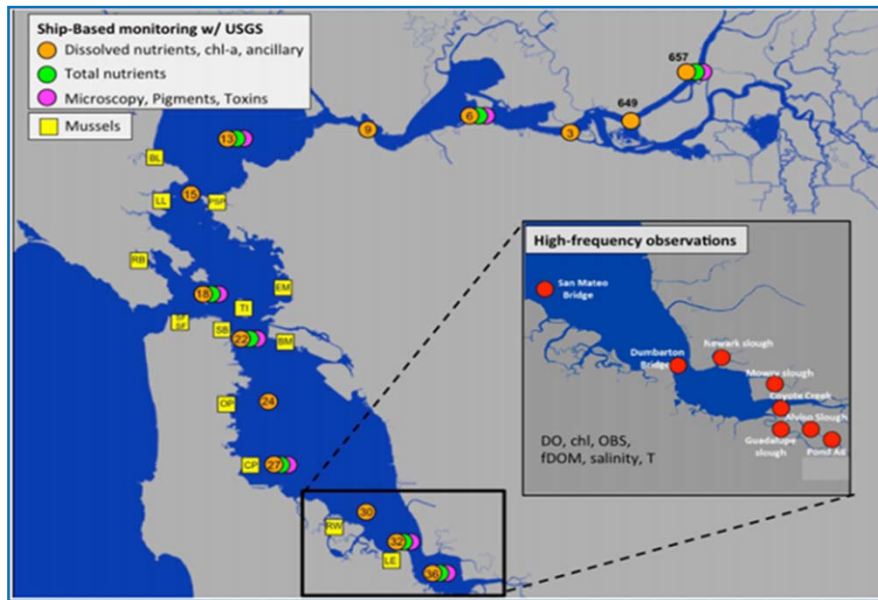 Ship-Based monitoring w/ USGS
Dissolved nutrients, chl-a, ancillary
Total nutrients
Microscopy, Pigments, Toxins
Mussels
657
649
6
3
9
13
BL
15
LL
PSP
RB
18
EM
TI
SB
22
BM
24
OP
27
CP
30
RW
32
LE
36
High-frequency observations
San Mateo
Bridge
Newark slough
Dumbarton
Bridge
Mowry slough
Coyote Creek
Alviso Slough
Guadalupe
slough
Pond A8
DO, chl, OBS,
fDOM, salinity, T